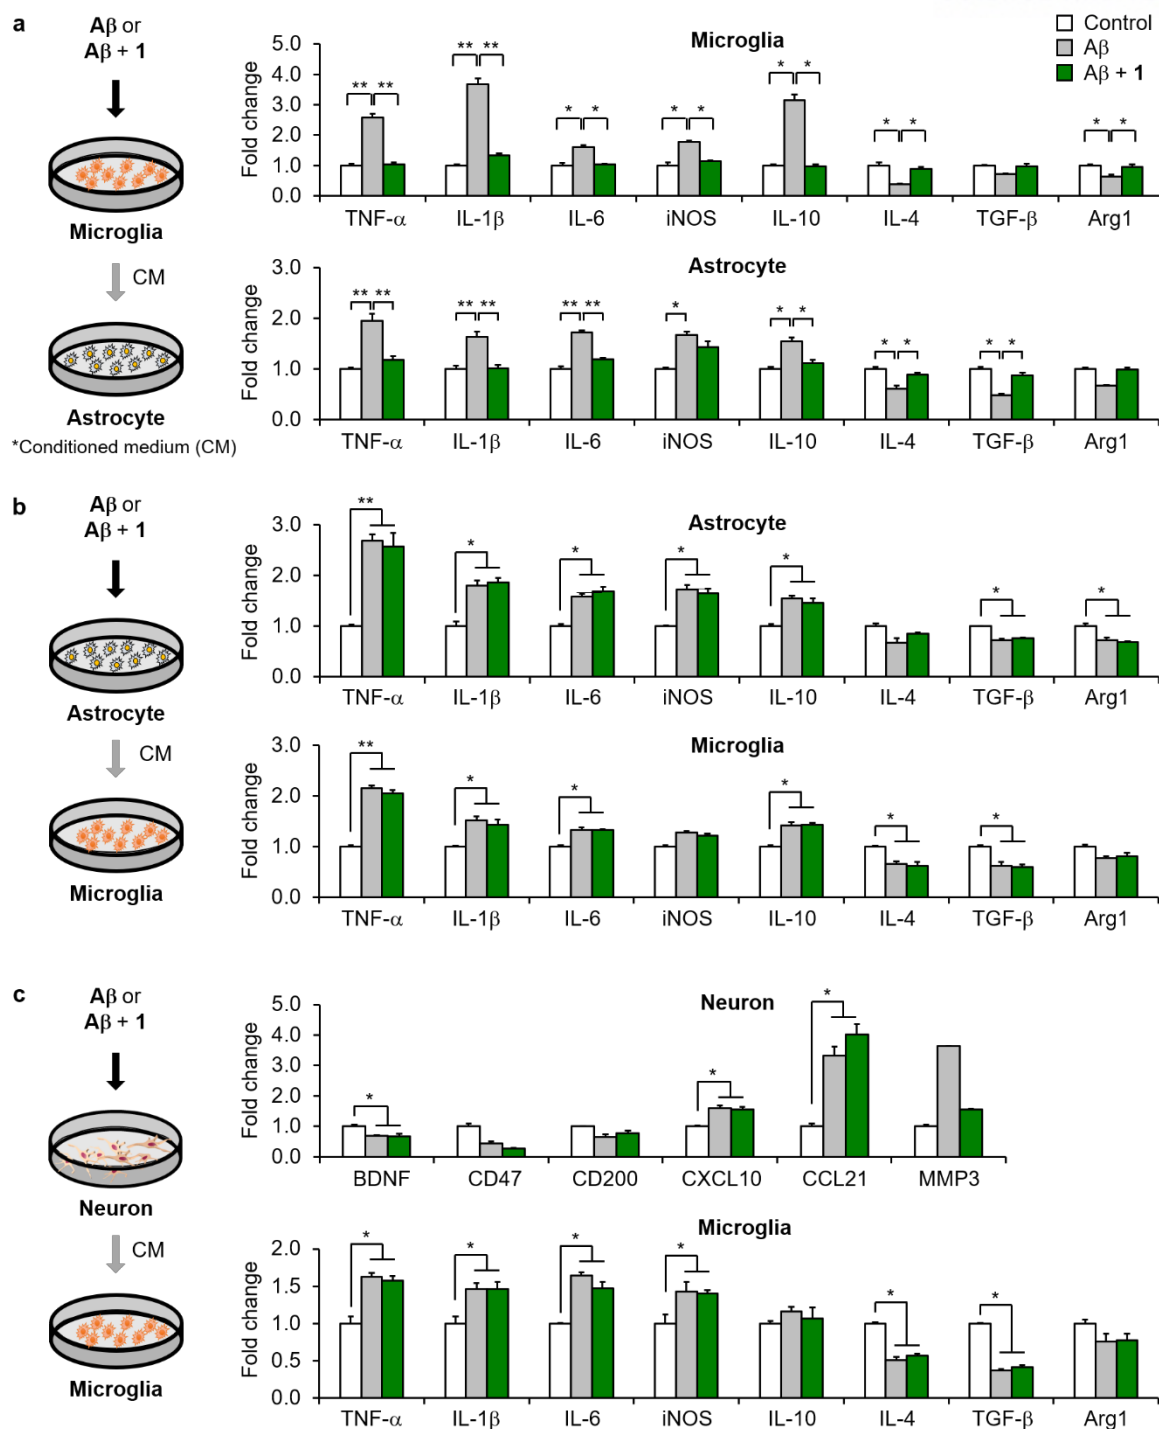 a
Aβ or
Aβ + 1
Microglia
CM
Astrocyte
*Conditioned medium (CM)
Control
Aβ
Aβ + 1
Microglia
Fold change
5.0
4.0
3.0
2.0
1.0
0.0
** ** ** ** * * * * * * * * * *
TNF-α IL-1β IL-6 iNOS IL-10 IL-4 TGF-β Arg1
Astrocyte
Fold change
3.0
2.0
1.0
0.0
** ** ** ** ** ** * * * * * * *
TNF-α IL-1β IL-6 iNOS IL-10 IL-4 TGF-β Arg1
b
Aβ or
Aβ + 1
Astrocyte
CM
Microglia
Astrocyte
Fold change
3.0
2.0
1.0
0.0
** * * * * * *
TNF-α IL-1β IL-6 iNOS IL-10 IL-4 TGF-β Arg1
Microglia
Fold change
3.0
2.0
1.0
0.0
** * * * * *
TNF-α IL-1β IL-6 iNOS IL-10 IL-4 TGF-β Arg1
c
Aβ or
Aβ + 1
Neuron
CM
Microglia
Neuron
Fold change
5.0
4.0
3.0
2.0
1.0
0.0
* * *
BDNF CD47 CD200 CXCL10 CCL21 MMP3
Microglia
Fold change
2.0
1.5
1.0
0.5
0.0
* * * * * *
TNF-α IL-1β IL-6 iNOS IL-10 IL-4 TGF-β Arg1